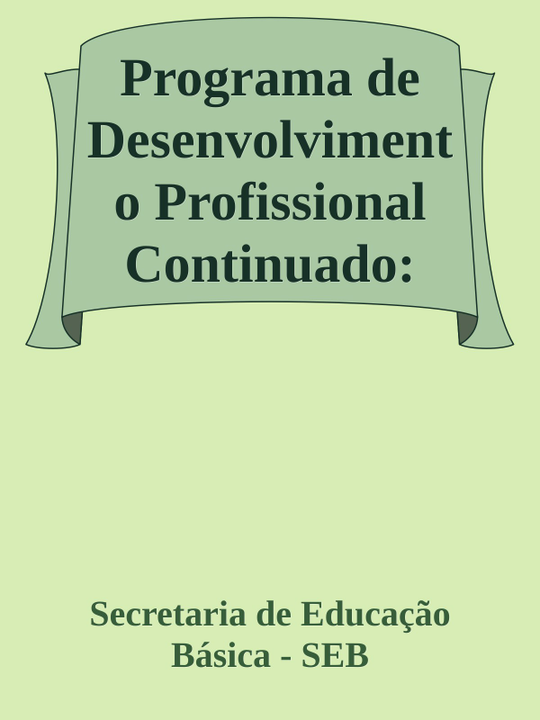 Programa de
Desenvolviment
o Profissional
Continuado:
Secretaria de Educação
Básica - SEB